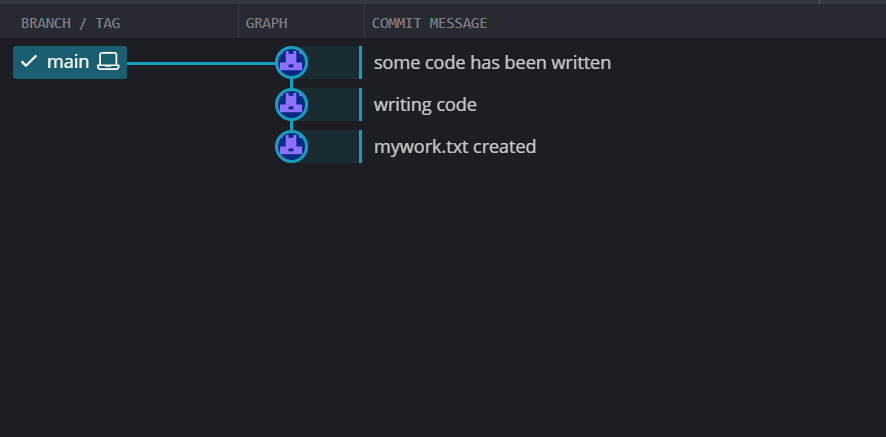 BRANCH / TAG GRAPH COMMIT MESSAGE
main some code has been written
writing code
mywork.txt created